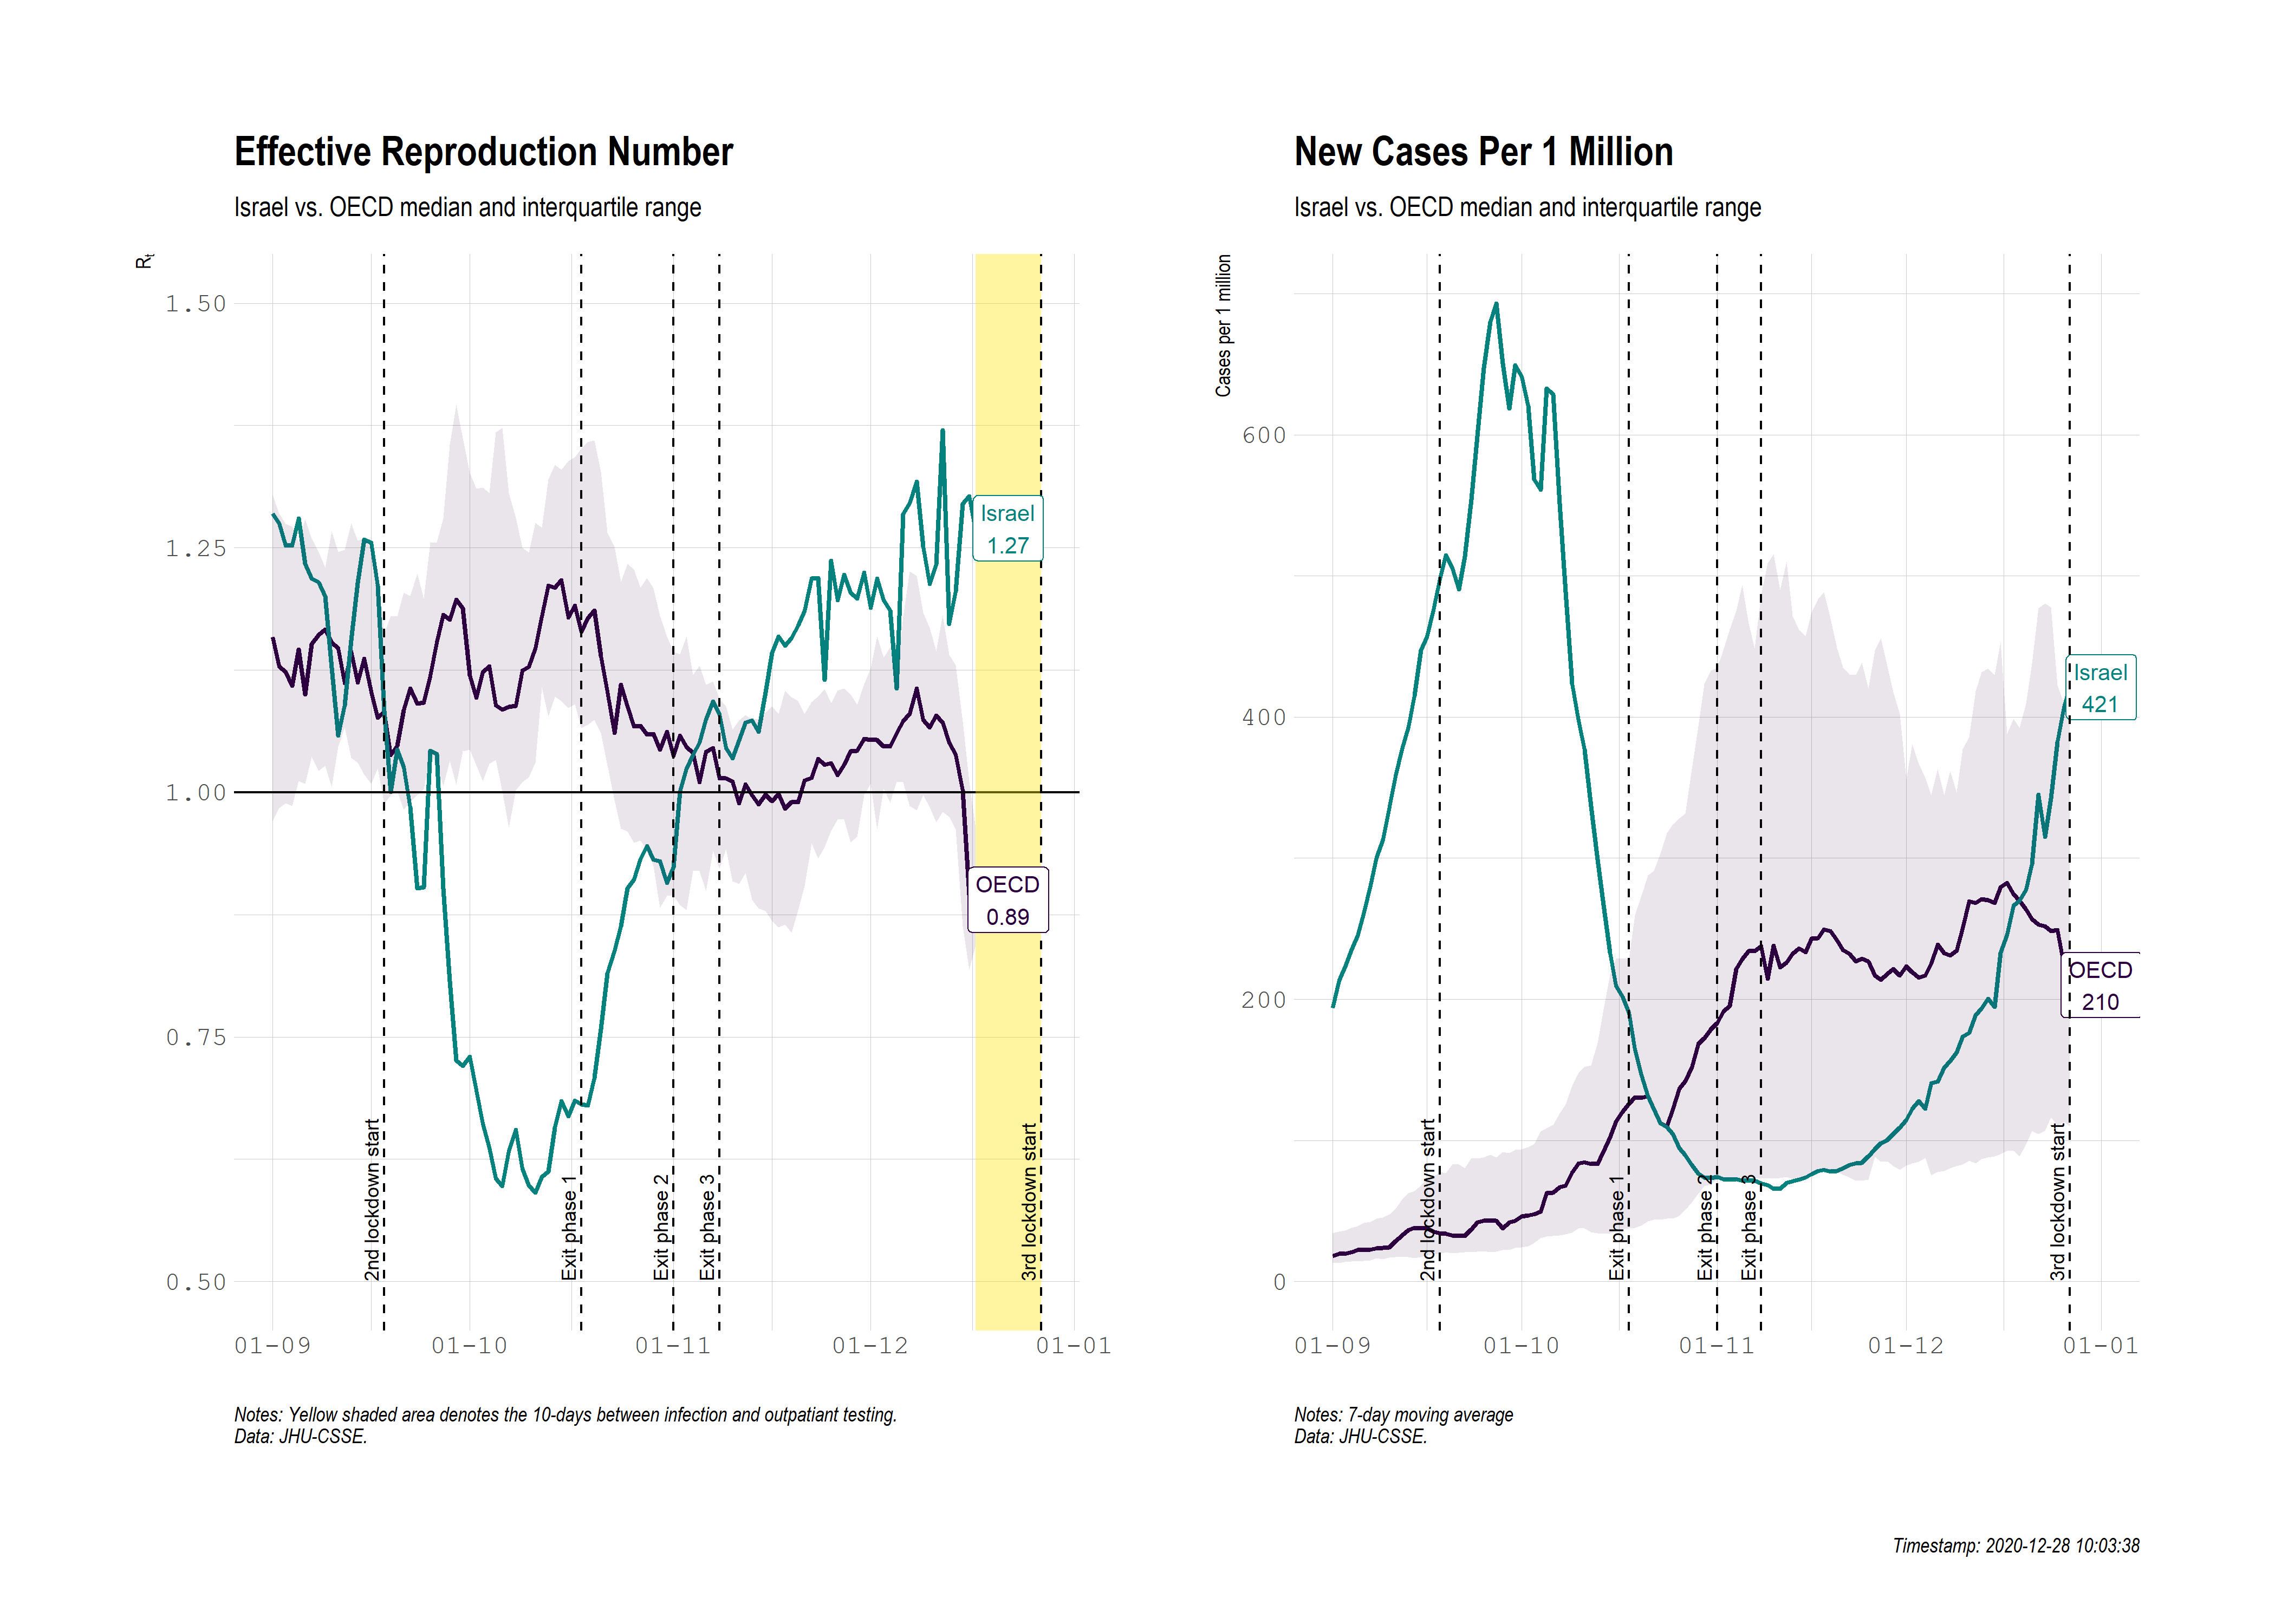 Effective Reproduction Number
Israel vs. OECD median and interquartile range
Rt
1.50
1.25
1.00
0.75
0.50
Israel
1.27
OECD
0.89
2nd lockdown start
Exit phase 1
Exit phase 2
Exit phase 3
3rd lockdown start
01-09
01-10
01-11
01-12
01-01
Notes: Yellow shaded area denotes the 10-days between infection and outpatiant testing.
Data: JHU-CSSE.
New Cases Per 1 Million
Israel vs. OECD median and interquartile range
Cases per 1 million
600
400
200
0
Israel
421
OECD
210
2nd lockdown start
Exit phase 1
Exit phase 2
Exit phase 3
3rd lockdown start
01-09
01-10
01-11
01-12
01-01
Notes: 7-day moving average
Data: JHU-CSSE.
Timestamp: 2020-12-28 10:03:38